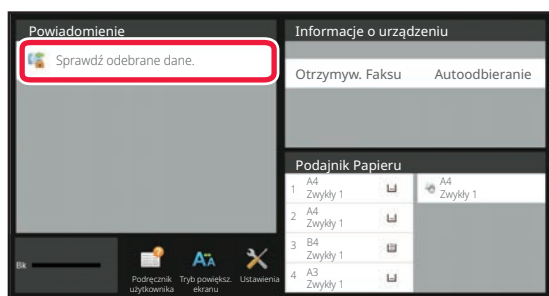 Powiadomienie
Sprawdź odebrane dane.
Informacje o urządzeniu
Otrzymyw. Faksu Autoodbieranie
Podajnik Papieru
1 A4
Zwykły 1
2 A4
Zwykły 1
3 B4
Zwykły 1
4 A3
Zwykły 1
A4
Zwykły 1
Bk
Podręcznik
użytkownika
Tryb powiększ.
ekranu
Ustawienia